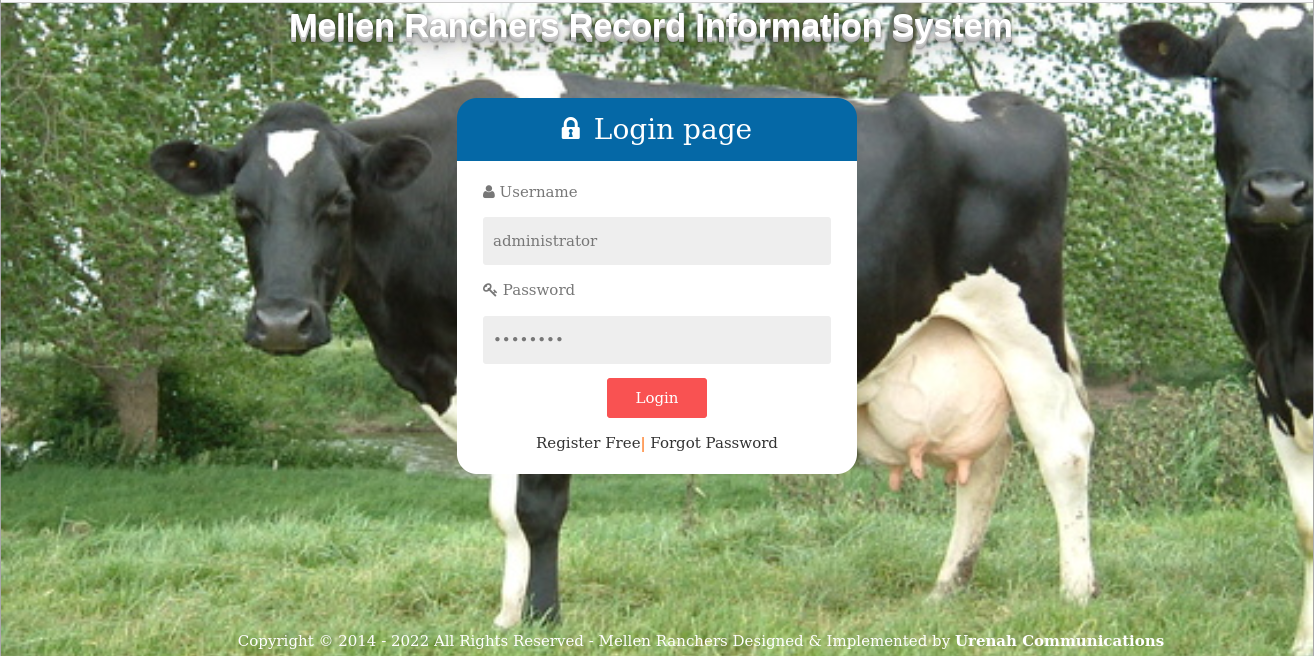 Mellen Ranchers Record Information System
Login page
Username
administrator
Password
••••••••
Login
Register Free| Forgot Password
Copyright © 2014 - 2022 All Rights Reserved - Mellen Ranchers Designed & Implemented by Urenah Communications